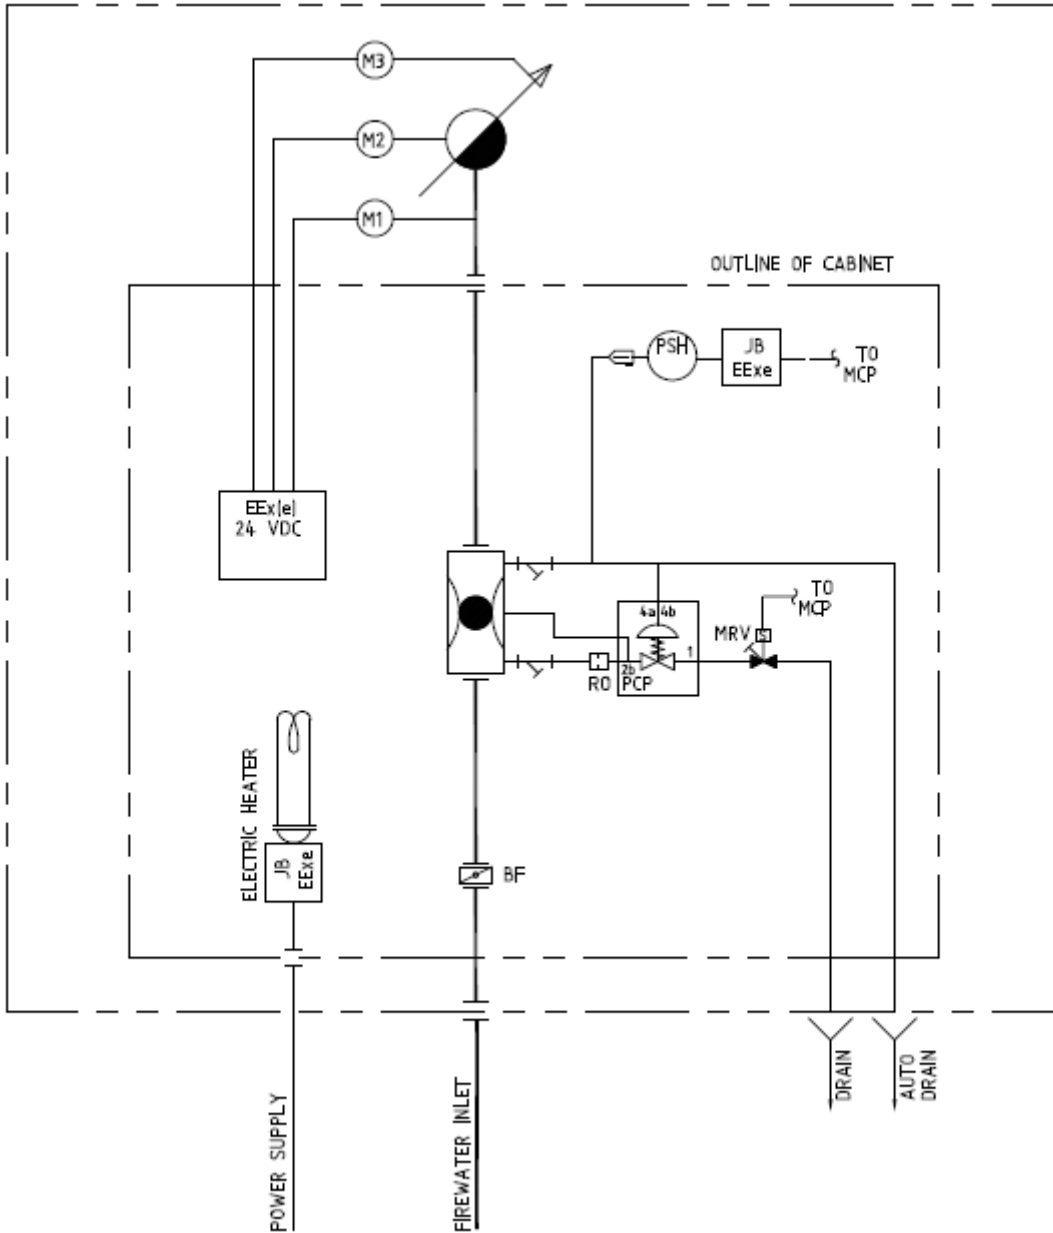 M3
M2
M1
OUTLINE OF CABINET
PSH
JB
EExe
TO
MCP
EEx(e)
24 VDC
4a 4b
TO
MCP
MRV
S
1
2b
RO
PCP
ELECTRIC HEATER
JB
EExe
BF
POWER SUPPLY
FIREWATER INLET
DRAIN
AUTO
DRAIN